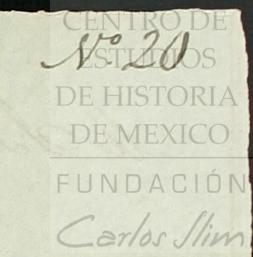 CENTRO DE
Nº 20
ESTUDIOS
DE HISTORIA
DE MEXICO
FUNDACIÓN
Carlos Slim